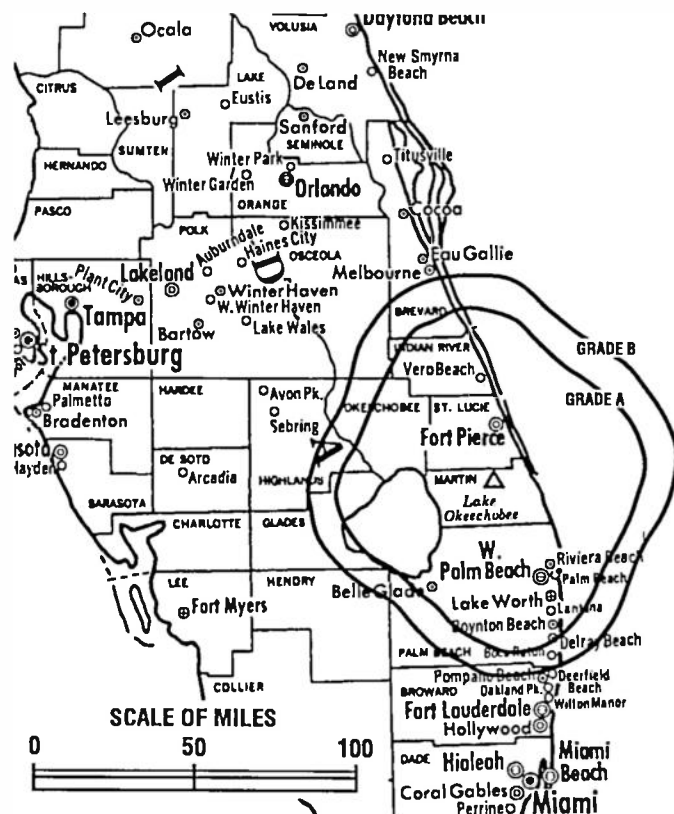 Daytona Beach
VOLUSIA
Ocala
New Smyrna
Beach
De Land
LAKE
CITRUS
Eustis
Leesburg
Sanford
SEMINOLE
SUMTER
HERNANDO
Winter Park
Titusville
Winter Garden
Orlando
ORANGE
PASCO
Cocoa
Kissimmee
POLK
Auburndale
Haines City
OSCEOLA
Eau Gallie
Melbourne
D
HILLS-
BOROUGH
Plant City
Lakeland
Winter Haven
W. Winter Haven
Tampa
Bartow
Lake Wales
BREVARD
St. Petersburg
INDIAN RIVER
GRADE B
Vero Beach
GRADE A
MANATEE
HARDEE
Avon Pk.
Palmetto
OKEECHOBEE
ST. LUCIE
Bradenton
Sebring
Fort Pierce
DE SOTO
Hayden
Arcadia
HIGHLANDS
A
MARTIN
Lake
Okeechobee
SARASOTA
CHARLOTTE
GLADES
W.
Palm Beach
Riviera Beach
Palm Beach
LEE
HENDRY
Belle Glade
Lake Worth
Lantana
Fort Myers
Boynton Beach
Delray Beach
PALM BEACH
Boca Raton
COLLIER
Pompano Beach
Deerfield
Beach
BROWARD
Oakland Pk.
Wilton Manor
Fort Lauderdale
Hollywood
SCALE OF MILES
0 50 100
DADE
Hialeah
Miami
Beach
Coral Gables
Miami
Perrine